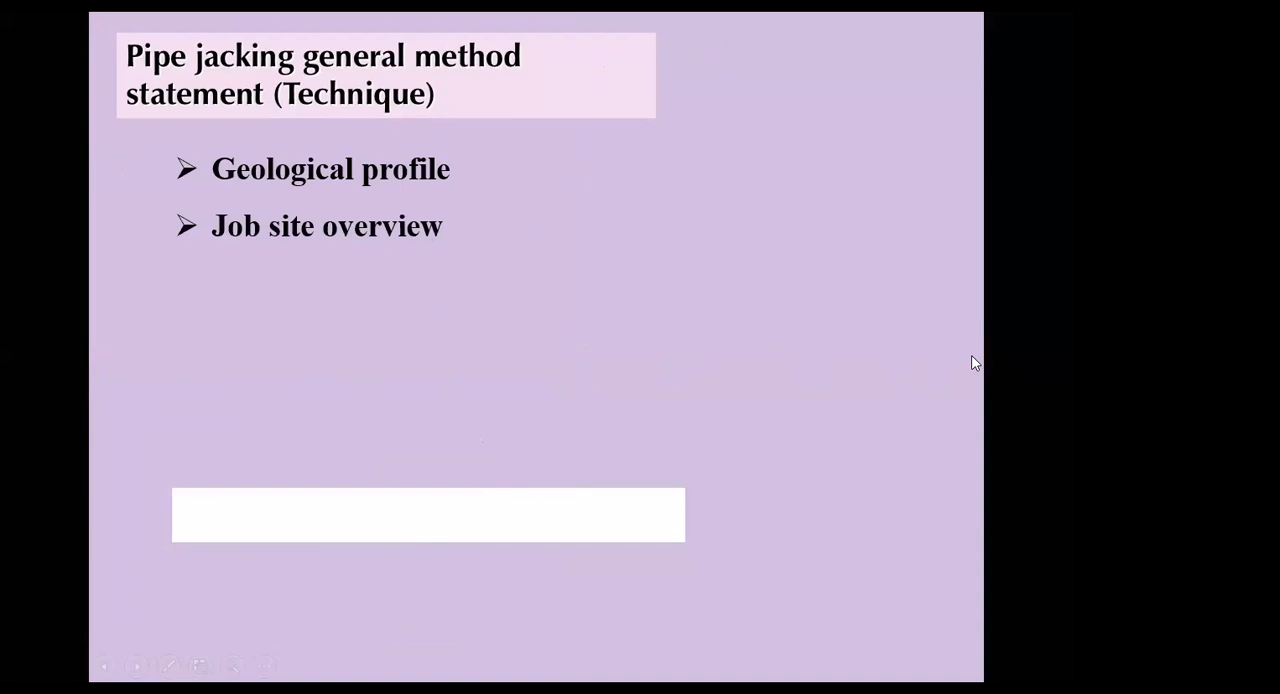 Pipe jacking general method
statement (Technique)
Geological profile
Job site overview